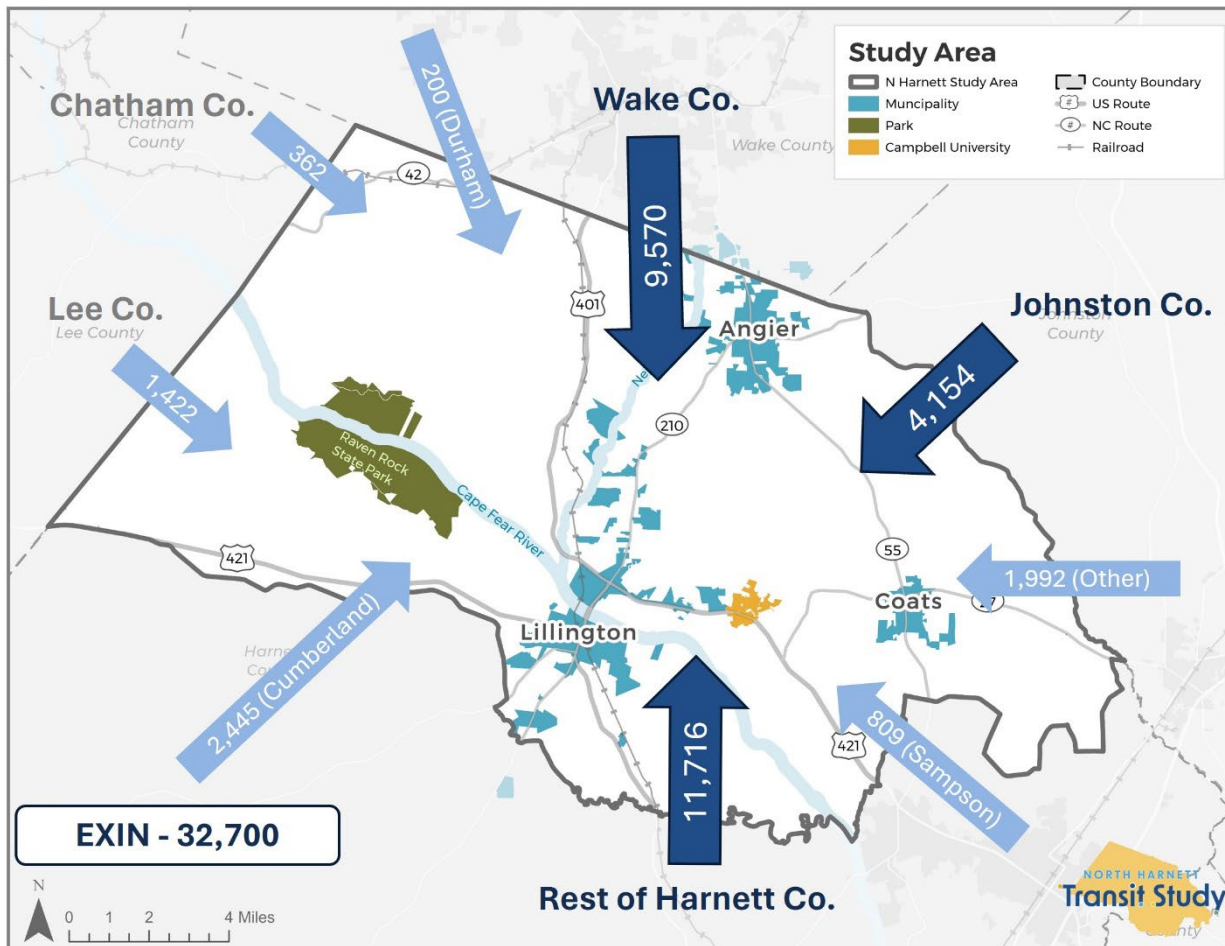 Chatham Co.
Chatham
County
362
200 (Durham)
Wake Co.
Wake County
9,570
Study Area
N Harnett Study Area
Muncipality
Park
Campbell University
County Boundary
# US Route
# NC Route
Railroad
42
401
Lee Co.
Lee County
1,422
Angier
Johnston Co.
Johnston
County
4,154
Ne
210
Raven Rock
State Park
Cape Fear River
421
55
1,992 (Other)
27
Coats
Lillington
2,445 (Cumberland)
11,716
421
809 (Sampson)
EXIN - 32,700
Rest of Harnett Co.
N
0 1 2 4 Miles
NORTH HARNETT
Transit Study
County